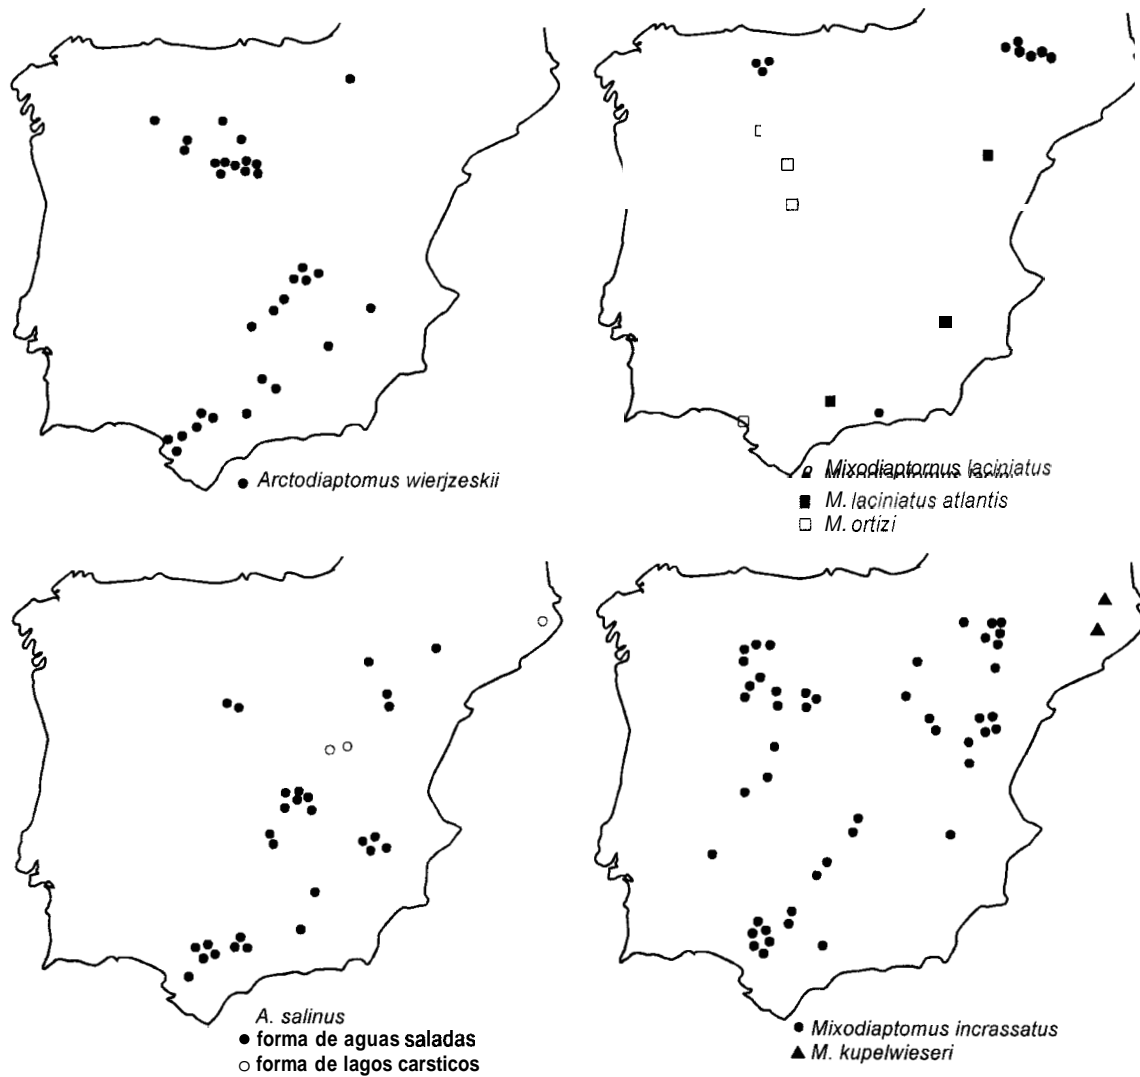 Arctodiaptomus wierjzeskii
Mixodiaptomus laciniatus
M. laciniatus atlantis
M. ortizi
A. salinus
forma de aguas saladas
forma de lagos carsticos
Mixodiaptomus incrassatus
M. kupelwieseri